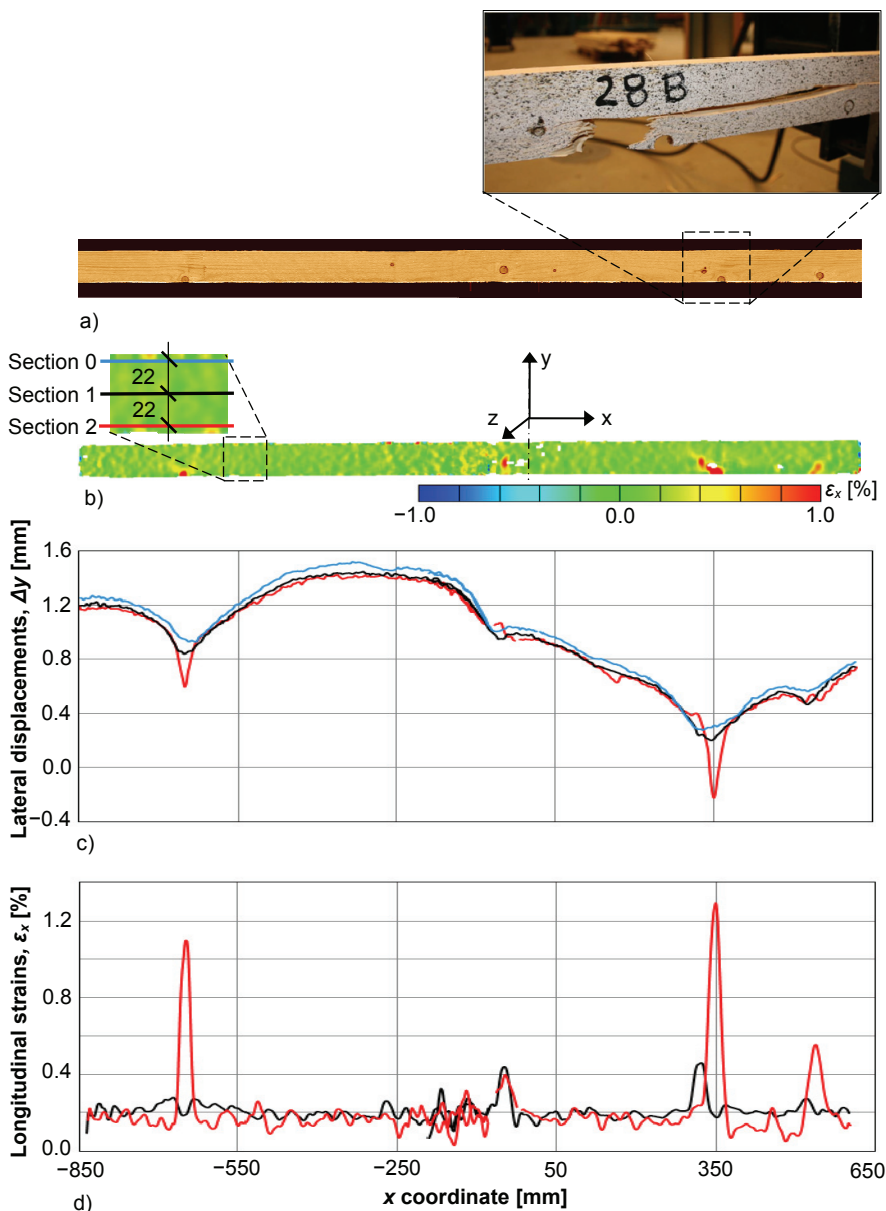 28B
a)
Section 0
22
Section 1
22
Section 2
y
z
x
b)
εx [%]
−1.0
0.0
1.0
Lateral displacements, Δy [mm]
1.6
1.2
0.8
0.4
0.0
−0.4
c)
Longitudinal strains, εx [%]
1.2
0.8
0.4
0.0
−850
−550
−250
50
350
650
x coordinate [mm]
d)